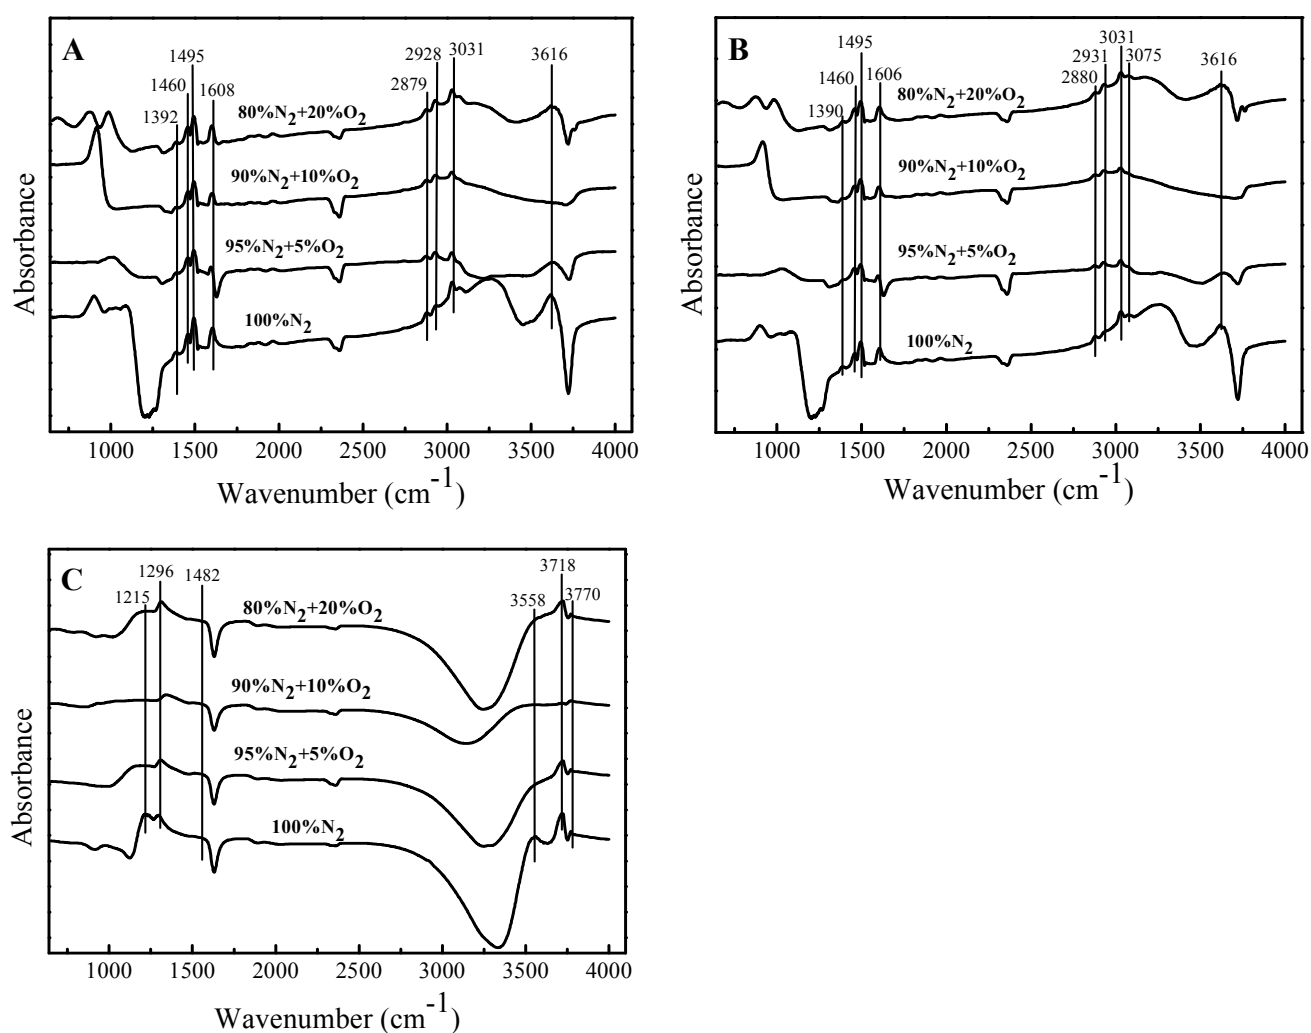 A
1495
1460
1608
1392
2928
3031
2879
3616
80%N2+20%O2
90%N2+10%O2
95%N2+5%O2
100%N2
Absorbance
1000 1500 2000 2500 3000 3500 4000
Wavenumber (cm-1)
B
1495
1460
1606
1390
3031
2931
3075
2880
3616
80%N2+20%O2
90%N2+10%O2
95%N2+5%O2
100%N2
Absorbance
1000 1500 2000 2500 3000 3500 4000
Wavenumber (cm-1)
C
1296
1482
1215
3718
3558
3770
80%N2+20%O2
90%N2+10%O2
95%N2+5%O2
100%N2
Absorbance
1000 1500 2000 2500 3000 3500 4000
Wavenumber (cm-1)